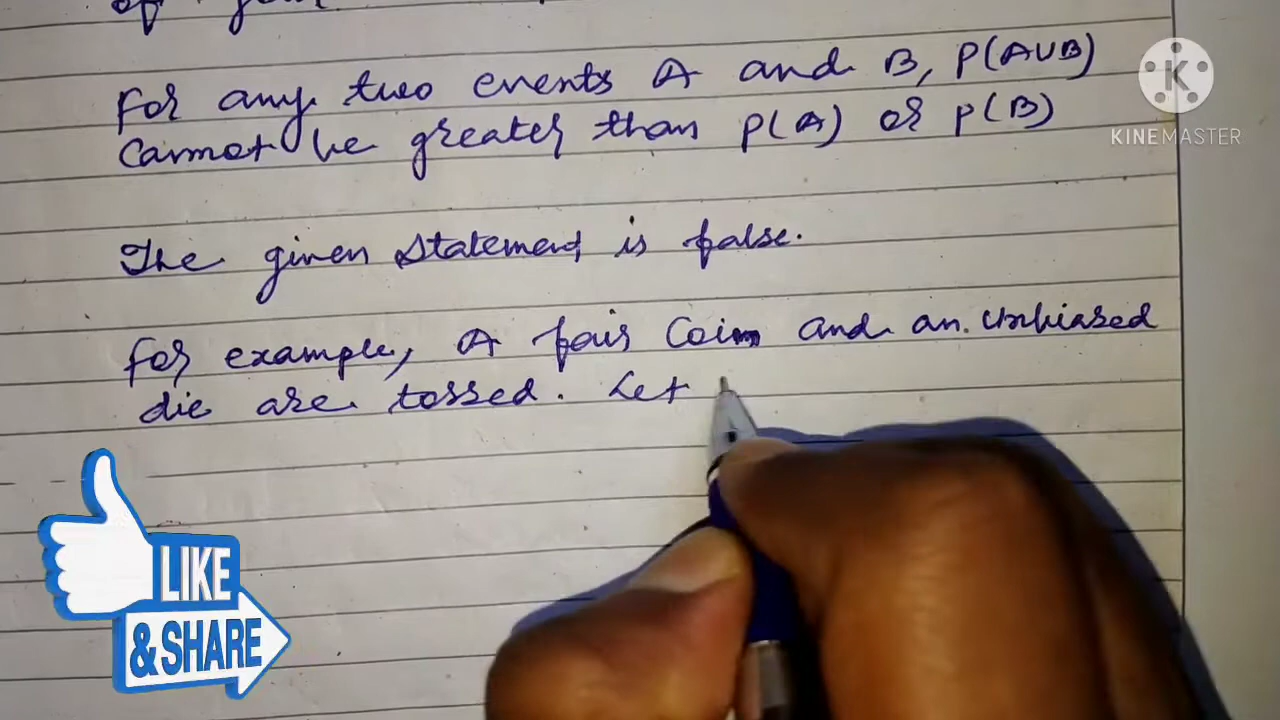 of
For any two events A and B, P(AUB)
cannot be greater than P(A) or P(B)
KINEMASTER
The given statement is false.
For example, A fair Coin and an unbiased
die are tossed. Let
LIKE
& SHARE